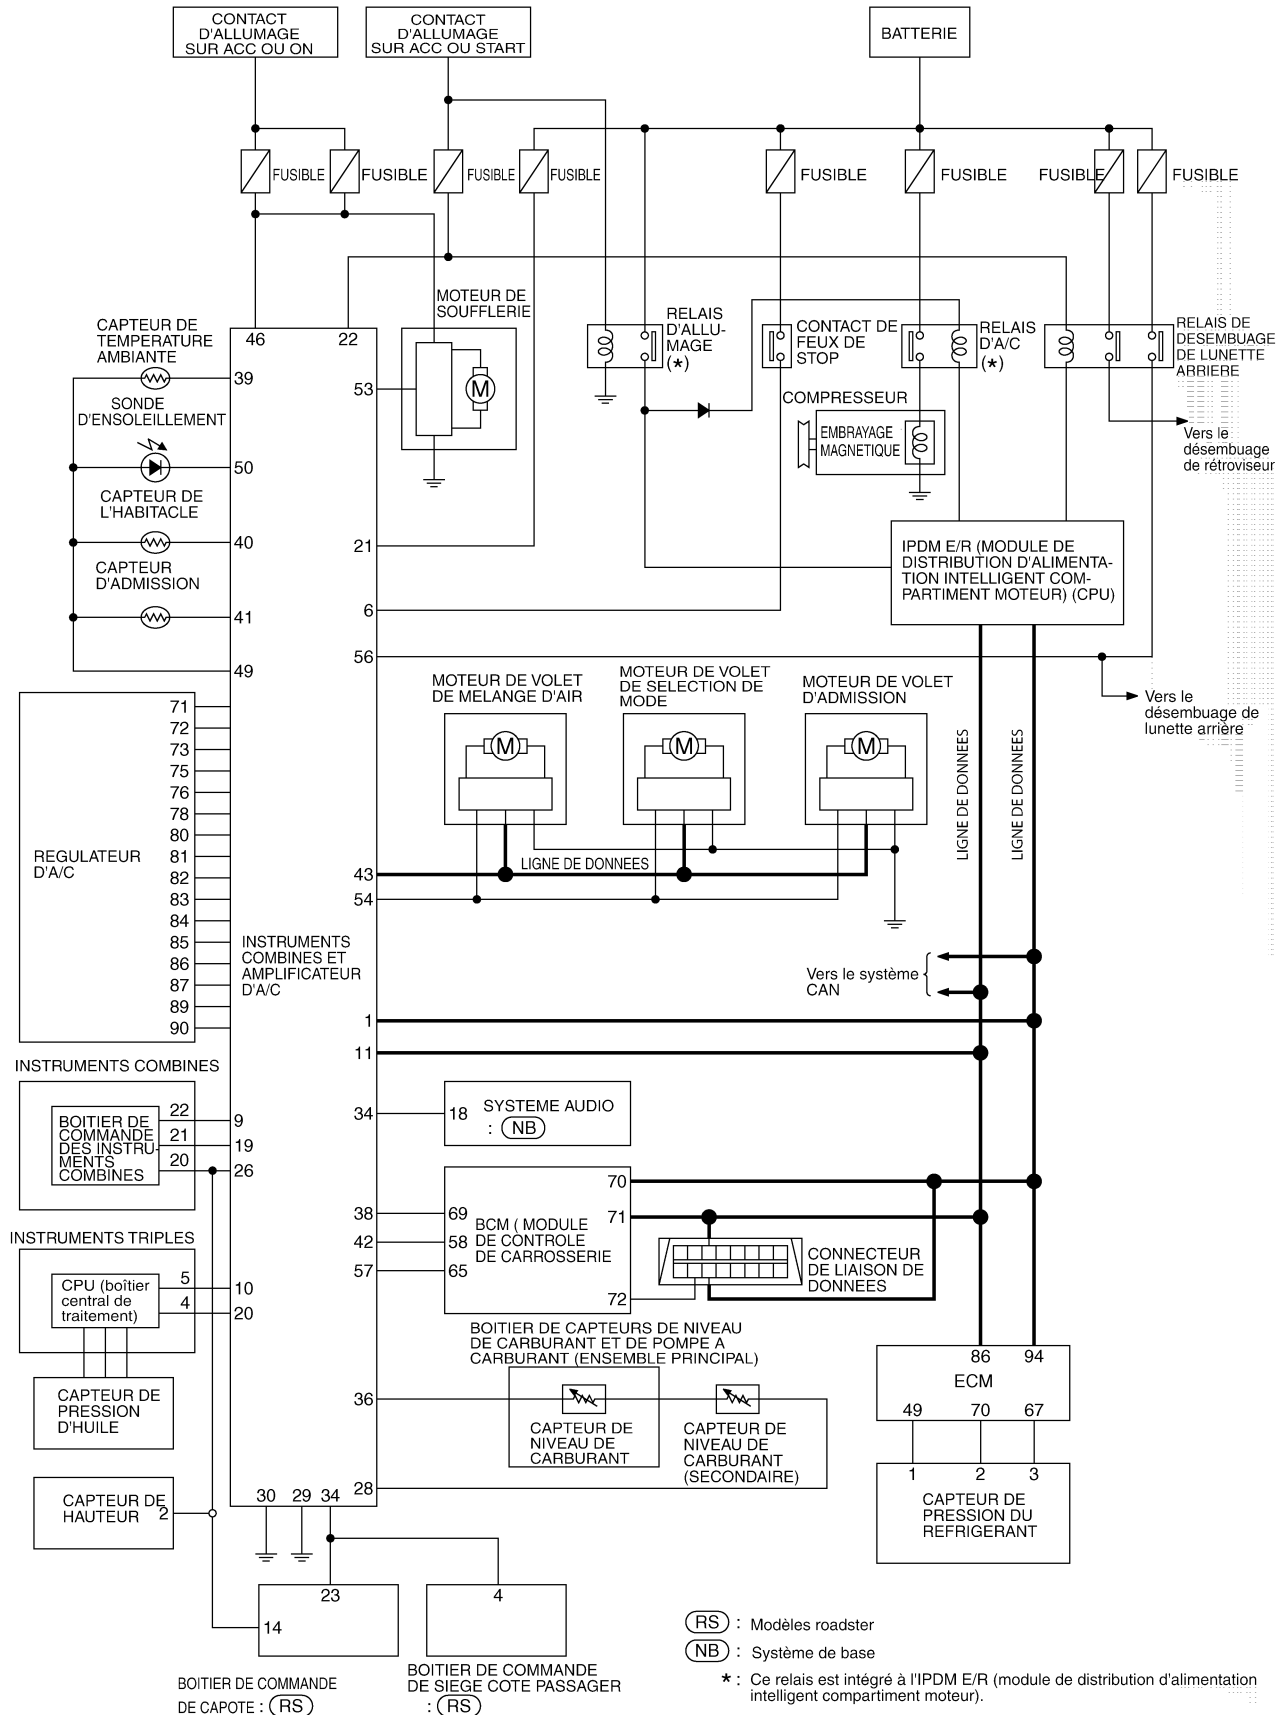 CONTACT
D'ALLUMAGE
SUR ACC OU ON
CONTACT
D'ALLUMAGE
SUR ACC OU START
BATTERIE
FUSIBLE
FUSIBLE
FUSIBLE
FUSIBLE
FUSIBLE
FUSIBLE
FUSIBLE
FUSIBLE
MOTEUR DE
SOUFFLERIE
M
RELAIS
D'ALLU-
MAGE
(*)
CONTACT DE
FEUX DE
STOP
RELAIS
D'A/C
(*)
RELAIS DE
DESEMBUAGE
DE LUNETTE
ARRIERE
COMPRESSEUR
EMBRAYAGE
MAGNETIQUE
Vers le
désembuage
de rétroviseur
CAPTEUR DE
TEMPERATURE
AMBIANTE
SONDE
D'ENSOLEILLEMENT
CAPTEUR DE
L'HABITACLE
CAPTEUR
D'ADMISSION
46
22
39
53
50
40
21
41
6
49
56
IPDM E/R (MODULE DE
DISTRIBUTION D'ALIMENTA-
TION INTELLIGENT COM-
PARTIMENT MOTEUR) (CPU)
MOTEUR DE VOLET
DE MELANGE D'AIR
M
MOTEUR DE VOLET
DE SELECTION DE
MODE
M
MOTEUR DE VOLET
D'ADMISSION
M
Vers le
désembuage de
lunette arrière
LIGNE DE DONNEES
LIGNE DE DONNEES
LIGNE DE DONNEES
71
72
73
75
76
78
80
81
82
83
84
85
86
87
89
90
REGULATEUR
D'A/C
43
54
INSTRUMENTS
COMBINES ET
AMPLIFICATEUR
D'A/C
Vers le système
CAN
1
11
INSTRUMENTS COMBINES
BOITIER DE
COMMANDE
DES INSTRU-
MENTS
COMBINES
22
21
20
9
19
26
34
18
SYSTEME AUDIO
: NB
38
42
57
69
58
65
BCM ( MODULE
DE CONTROLE
DE CARROSSERIE
70
71
72
CONNECTEUR
DE LIAISON DE
DONNEES
INSTRUMENTS TRIPLES
CPU (boîtier
central de
traitement)
5
4
10
20
CAPTEUR DE
PRESSION
D'HUILE
BOITIER DE CAPTEURS DE NIVEAU
DE CARBURANT ET DE POMPE A
CARBURANT (ENSEMBLE PRINCIPAL)
36
CAPTEUR DE
NIVEAU DE
CARBURANT
CAPTEUR DE
NIVEAU DE
CARBURANT
(SECONDAIRE)
28
86
94
ECM
49
70
67
1
2
3
CAPTEUR DE
PRESSION DU
REFRIGERANT
CAPTEUR DE
HAUTEUR
2
30
29
34
23
14
4
BOITIER DE COMMANDE
DE CAPOTE : RS
BOITIER DE COMMANDE
DE SIEGE COTE PASSAGER
: RS
RS : Modèles roadster
NB : Système de base
* : Ce relais est intégré à l'IPDM E/R (module de distribution d'alimentation
intelligent compartiment moteur).